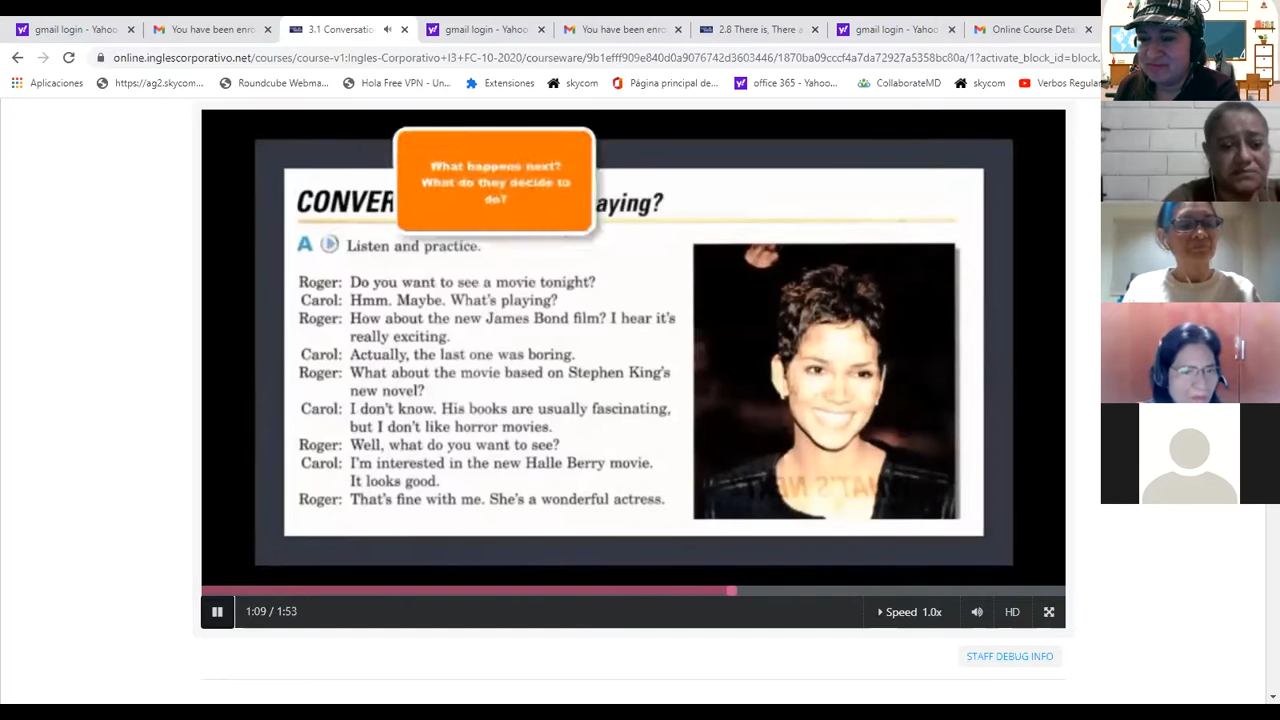 gmail login - Yahoo
You have been enro
3.1 Conversatio
gmail login - Yahoo
You have been enro
2.8 There is, There a
gmail login - Yahoo
Online Course Deta
online.inglescorporativo.net/courses/course-v1:Ingles-Corporativo+I3+FC-10-2020/courseware/9b1efff909e840d0a9076742d3603446/1870ba09cccf4a7da72927a5358bc80a/1?activate_block_id=block.
Aplicaciones
https://ag2.skycom...
Roundcube Webma...
Hola Free VPN - Un...
Extensiones
skycom
Página principal de...
office 365 - Yahoo...
CollaborateMD
skycom
Verbos Regular
What happens next?
What do they decide to
do?
CONVER
aying?
A Listen and practice.
Roger: Do you want to see a movie tonight?
Carol: Hmm. Maybe. What's playing?
Roger: How about the new James Bond film? I hear it's
really exciting.
Carol: Actually, the last one was boring.
Roger: What about the movie based on Stephen King's
new novel?
Carol: I don't know. His books are usually fascinating,
but I don't like horror movies.
Roger: Well, what do you want to see?
Carol: I'm interested in the new Halle Berry movie.
It looks good.
Roger: That's fine with me. She's a wonderful actress.
1:09 / 1:53
Speed 1.0x
HD
STAFF DEBUG INFO